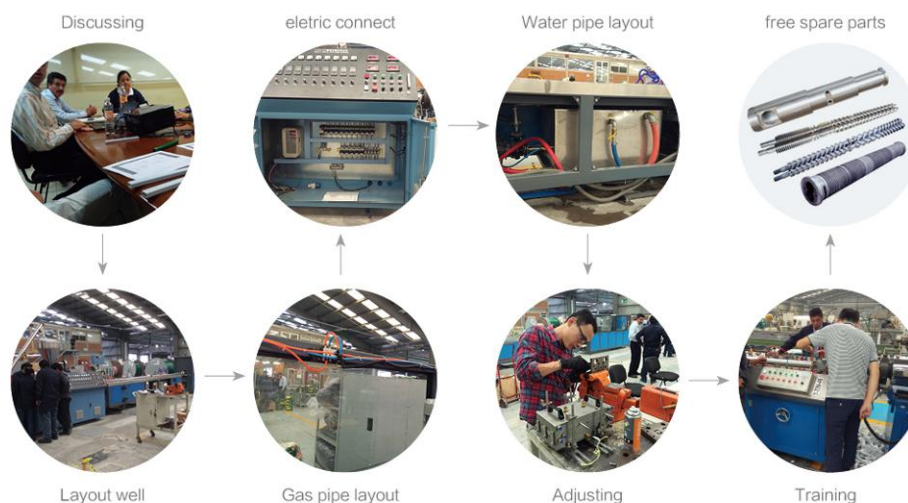 Discussing
eletric connect
Water pipe layout
free spare parts
Layout well
Gas pipe layout
Adjusting
Training